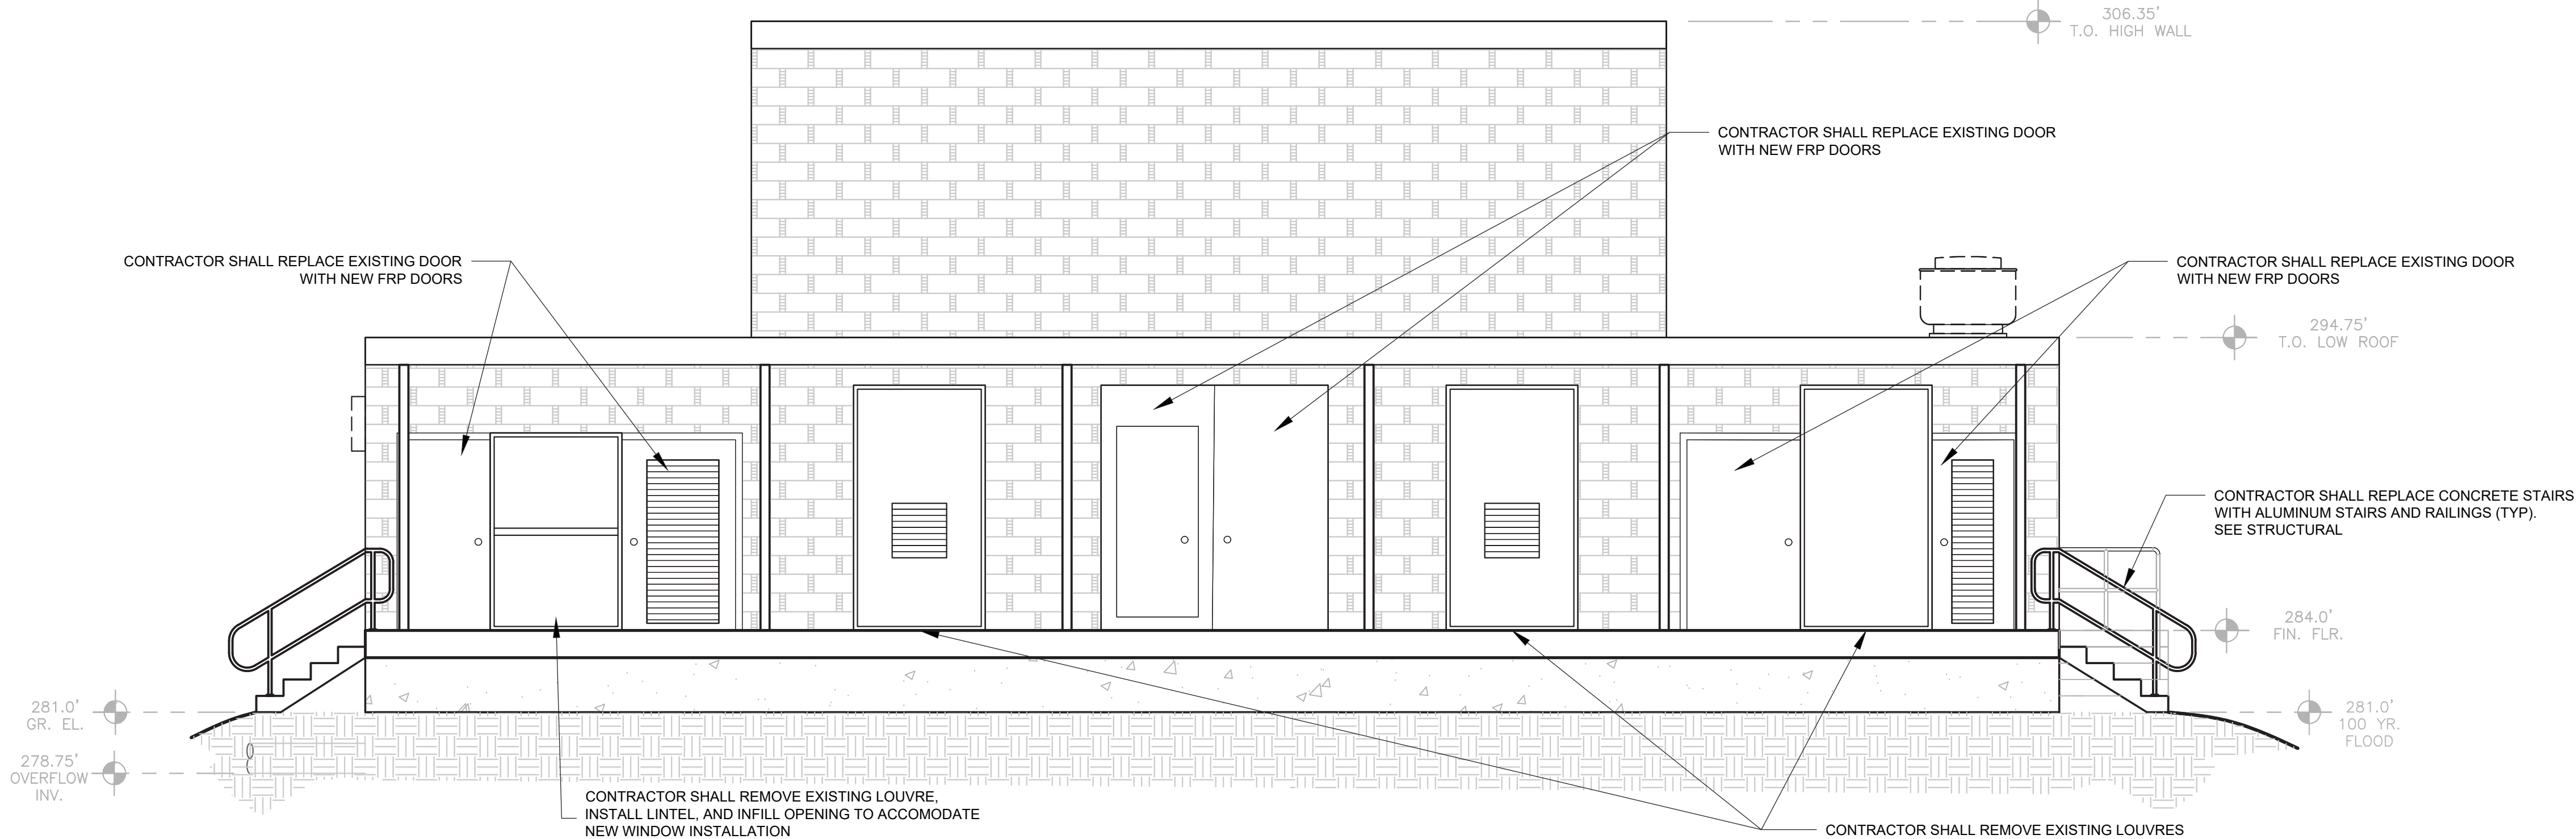 306.35'
T.O. HIGH WALL
CONTRACTOR SHALL REPLACE EXISTING DOOR
WITH NEW FRP DOORS
CONTRACTOR SHALL REPLACE EXISTING DOOR
WITH NEW FRP DOORS
CONTRACTOR SHALL REPLACE EXISTING DOOR
WITH NEW FRP DOORS
294.75'
T.O. LOW ROOF
CONTRACTOR SHALL REPLACE CONCRETE STAIRS
WITH ALUMINUM STAIRS AND RAILINGS (TYP).
SEE STRUCTURAL
284.0'
FIN. FLR.
281.0'
GR. EL.
281.0'
100 YR.
FLOOD
278.75'
OVERFLOW
INV.
CONTRACTOR SHALL REMOVE EXISTING LOUVRE,
INSTALL LINTEL, AND INFILL OPENING TO ACCOMODATE
NEW WINDOW INSTALLATION
CONTRACTOR SHALL REMOVE EXISTING LOUVRES